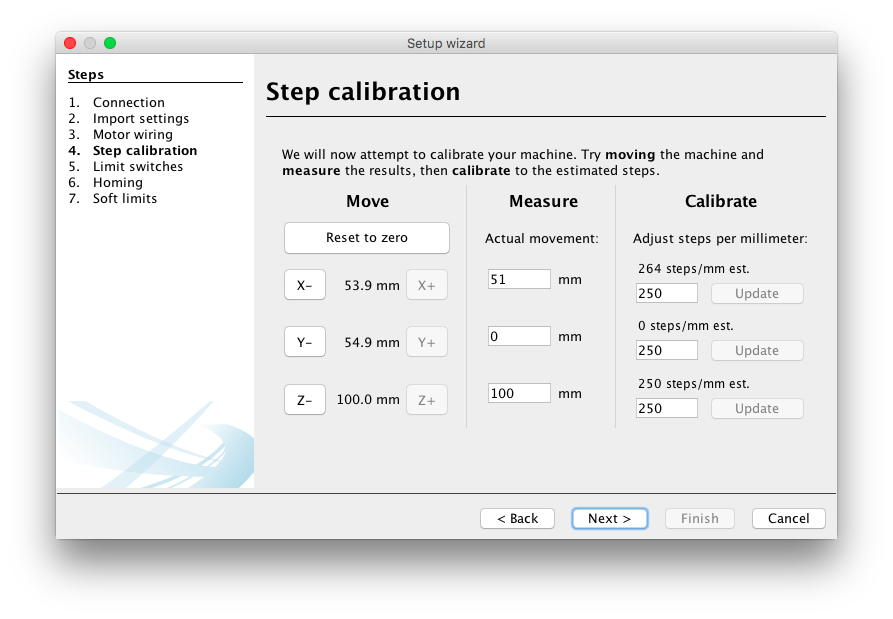 Setup wizard
Steps
1. Connection
2. Import settings
3. Motor wiring
4. Step calibration
5. Limit switches
6. Homing
7. Soft limits
Step calibration
We will now attempt to calibrate your machine. Try moving the machine and
measure the results, then calibrate to the estimated steps.
Move
Reset to zero
X- 53.9 mm X+
Y- 54.9 mm Y+
Z- 100.0 mm Z+
Measure
Actual movement:
51 mm
0 mm
100 mm
Calibrate
Adjust steps per millimeter:
264 steps/mm est.
250 Update
0 steps/mm est.
250 Update
250 steps/mm est.
250 Update
< Back Next > Finish Cancel